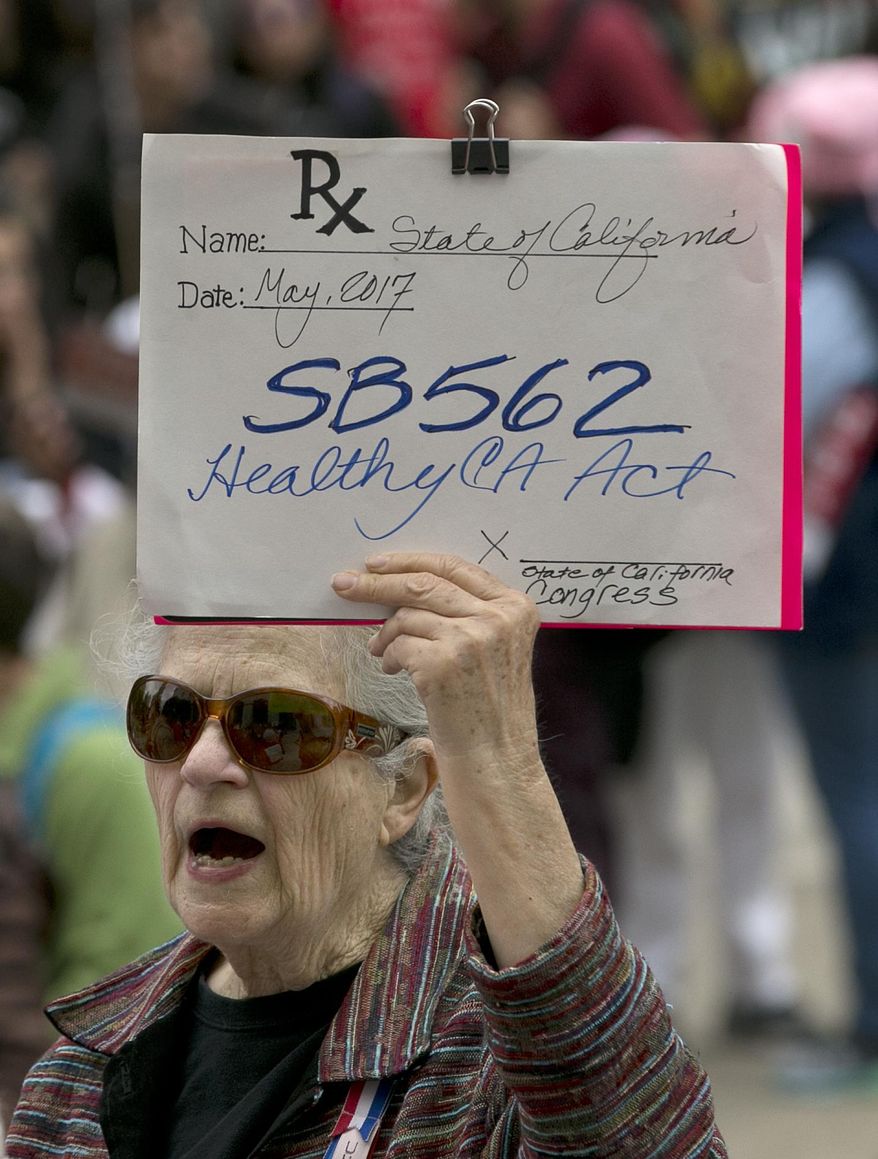 Rx
Name: State of California
Date: May, 2017
SB562
Healthy CA Act
X
State of California
Congress